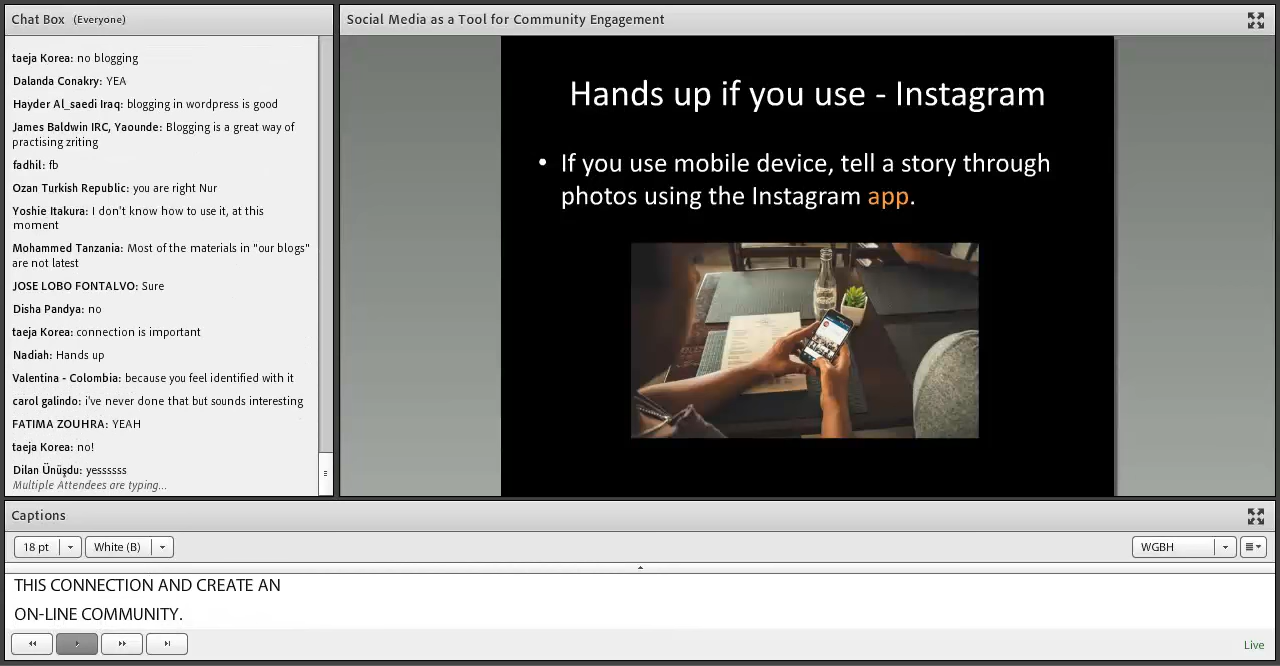 Chat Box (Everyone)
taeja Korea: no blogging
Dalanda Conakry: YEA
Hayder Al_saedi Iraq: blogging in wordpress is good
James Baldwin IRC, Yaounde: Blogging is a great way of
practising zriting
fadhil: fb
Ozan Turkish Republic: you are right Nur
Yoshie Itakura: I don't know how to use it, at this
moment
Mohammed Tanzania: Most of the materials in "our blogs"
are not latest
JOSE LOBO FONTALVO: Sure
Disha Pandya: no
taeja Korea: connection is important
Nadiah: Hands up
Valentina - Colombia: because you feel identified with it
carol galindo: i've never done that but sounds interesting
FATIMA ZOUHRA: YEAH
taeja Korea: no!
Dilan Ünüşdu: yessssss
Multiple Attendees are typing...
Social Media as a Tool for Community Engagement
Hands up if you use - Instagram
• If you use mobile device, tell a story through
photos using the Instagram app.
Captions
18 pt
White (B)
WGBH
THIS CONNECTION AND CREATE AN
ON-LINE COMMUNITY.
Live